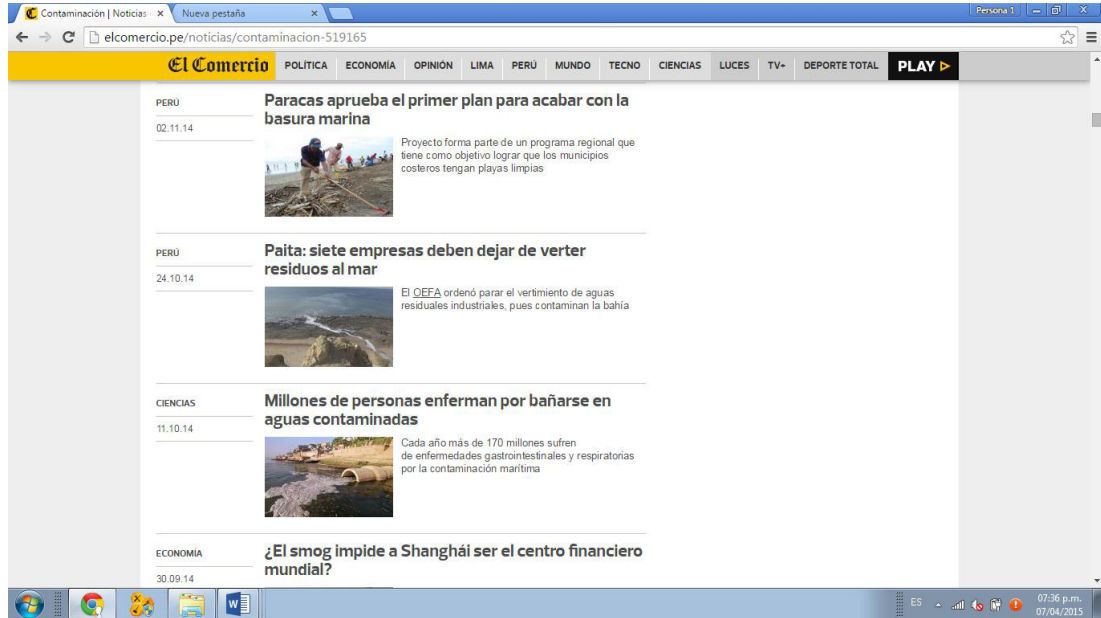 Contaminación | Noticias
Nueva pestaña
Persona 1
elcomercio.pe/noticias/contaminacion-519165
El Comercio POLÍTICA ECONOMÍA OPINIÓN LIMA PERÚ MUNDO TECNO CIENCIAS LUCES TV+ DEPORTE TOTAL PLAY
PERÚ
02.11.14
Paracas aprueba el primer plan para acabar con la
basura marina
Proyecto forma parte de un programa regional que
tiene como objetivo lograr que los municipios
costeros tengan playas limpias
PERÚ
24.10.14
Paita: siete empresas deben dejar de verter
residuos al mar
El OEFA ordenó parar el vertimiento de aguas
residuales industriales, pues contaminan la bahía
CIENCIAS
11.10.14
Millones de personas enferman por bañarse en
aguas contaminadas
Cada año más de 170 millones sufren
de enfermedades gastrointestinales y respiratorias
por la contaminación marítima
ECONOMÍA
30.09.14
¿El smog impide a Shanghái ser el centro financiero
mundial?
ES
07:36 p.m.
07/04/2015